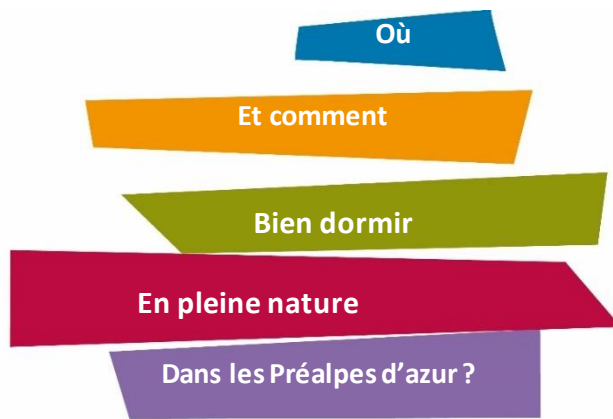 Où
Et comment
Bien dormir
En pleine nature
Dans les Préalpes d’azur ?